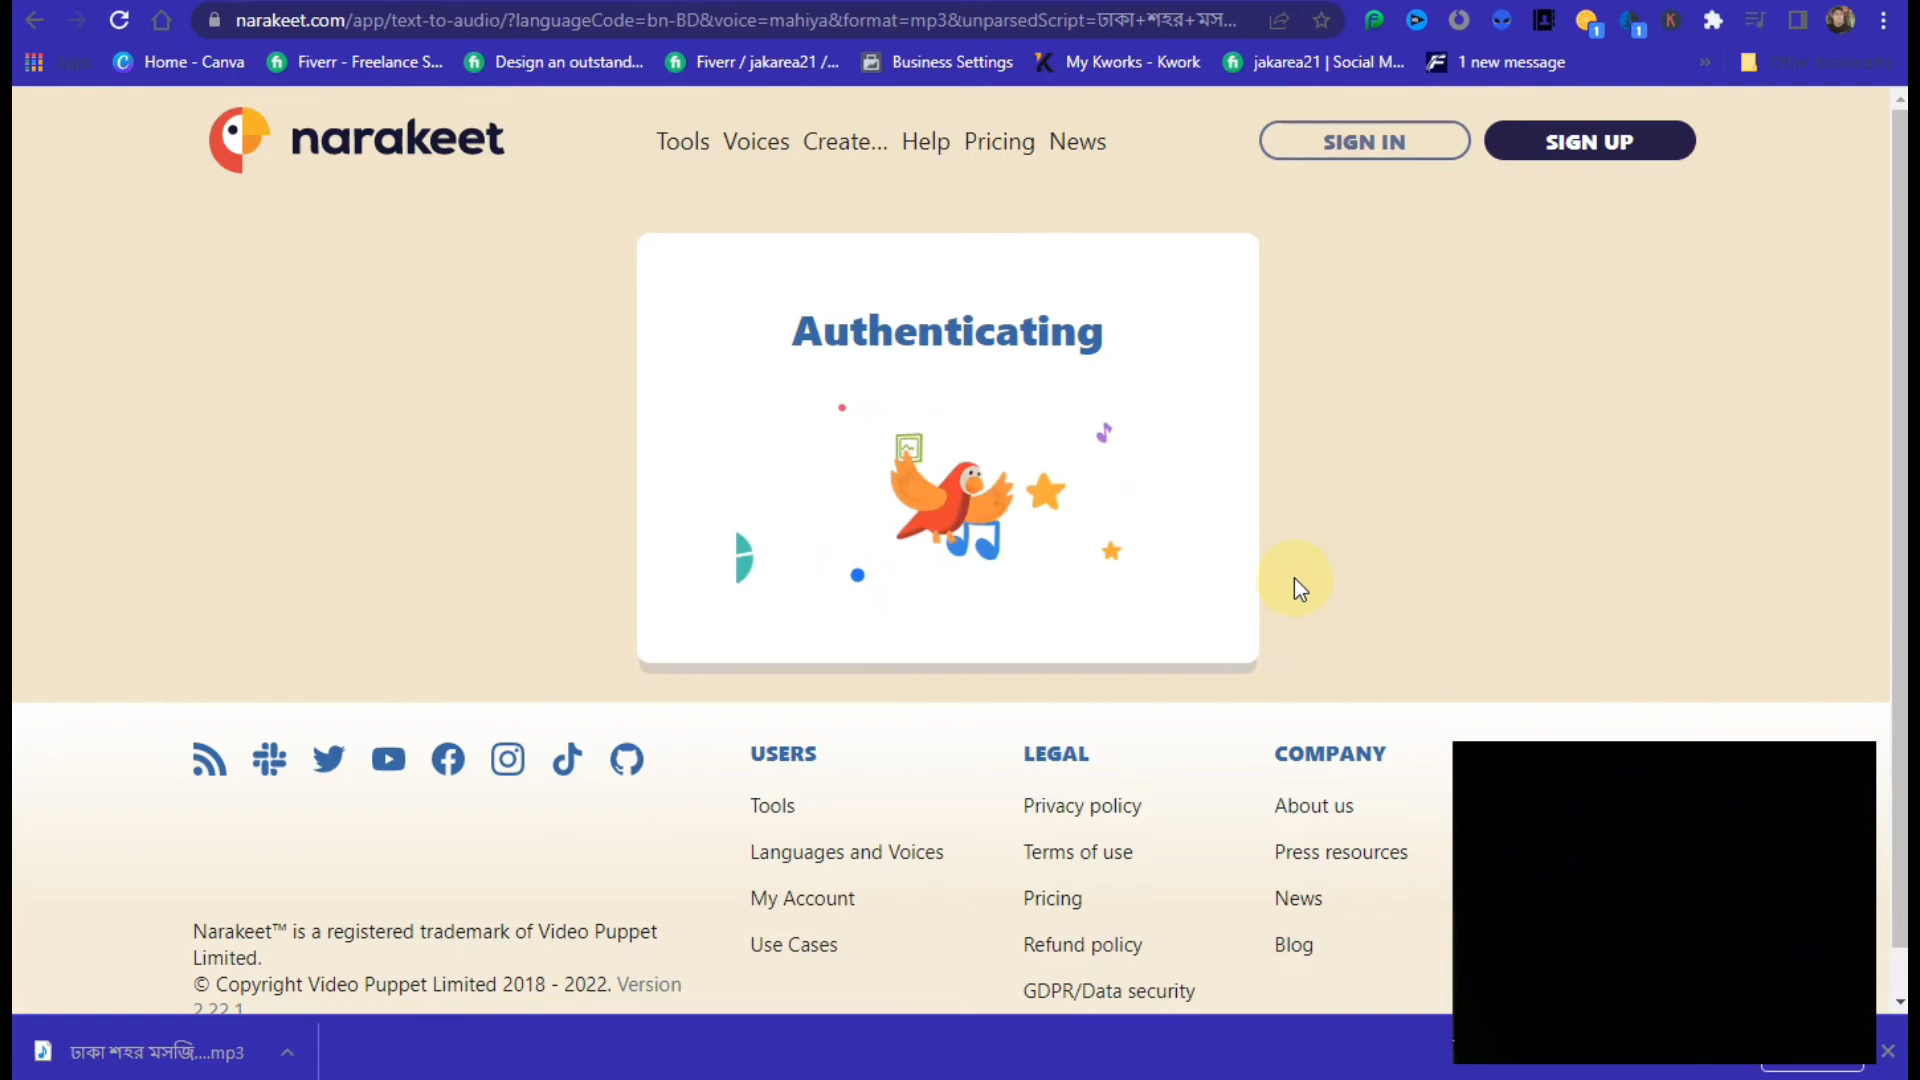 narakeet.com/app/text-to-audio/?languageCode=bn-BD&voice=mahiya&format=mp3&unparsedScript=ঢাকা+শহর+মস...
Home - Canva
Fiverr - Freelance S...
Design an outstand...
Fiverr / jakarea21 /...
Business Settings
My Kworks - Kwork
jakarea21 | Social M...
1 new message
narakeet
Tools Voices Create... Help Pricing News
SIGN IN
SIGN UP
Authenticating
USERS
Tools
Languages and Voices
My Account
Use Cases
LEGAL
Privacy policy
Terms of use
Pricing
Refund policy
GDPR/Data security
COMPANY
About us
Press resources
News
Blog
Narakeet™ is a registered trademark of Video Puppet
Limited.
© Copyright Video Puppet Limited 2018 - 2022. Version
2.22.1
ঢাকা শহর মসজি....mp3